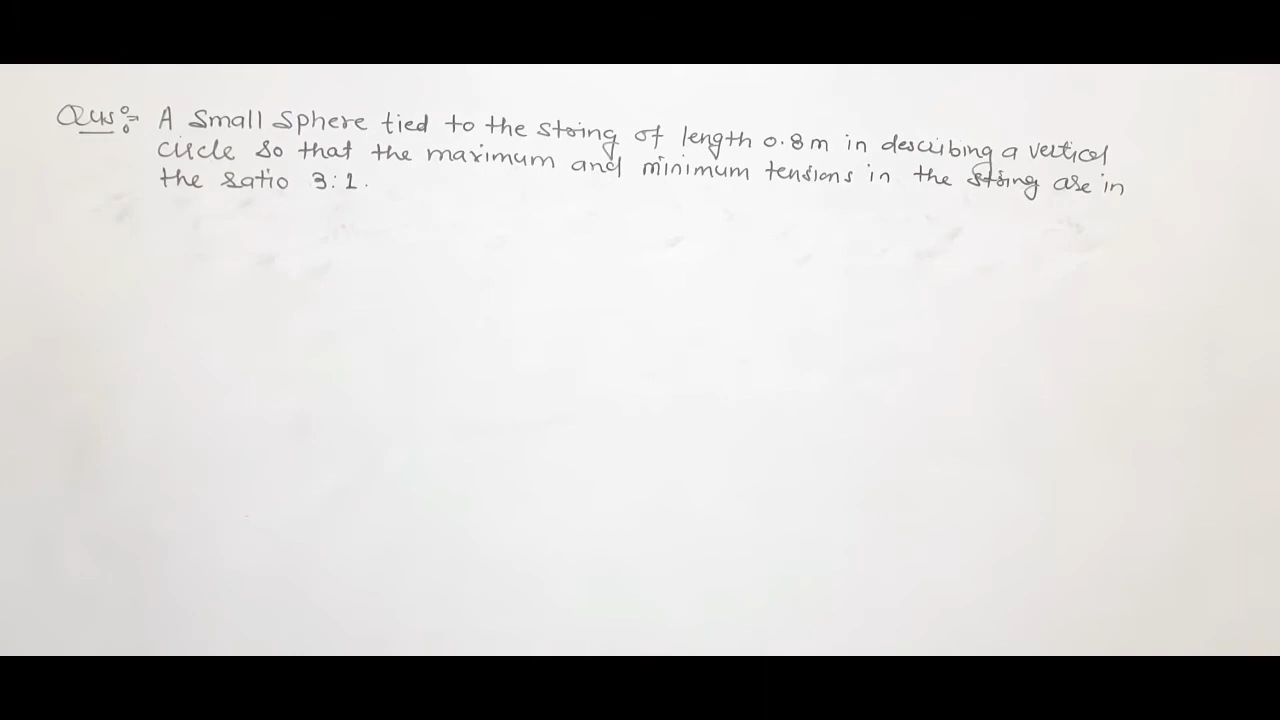 Qus:- A small sphere tied to the string of length 0.8m in describing a vertical
circle so that the maximum and minimum tensions in the string are in
the ratio 3:1.